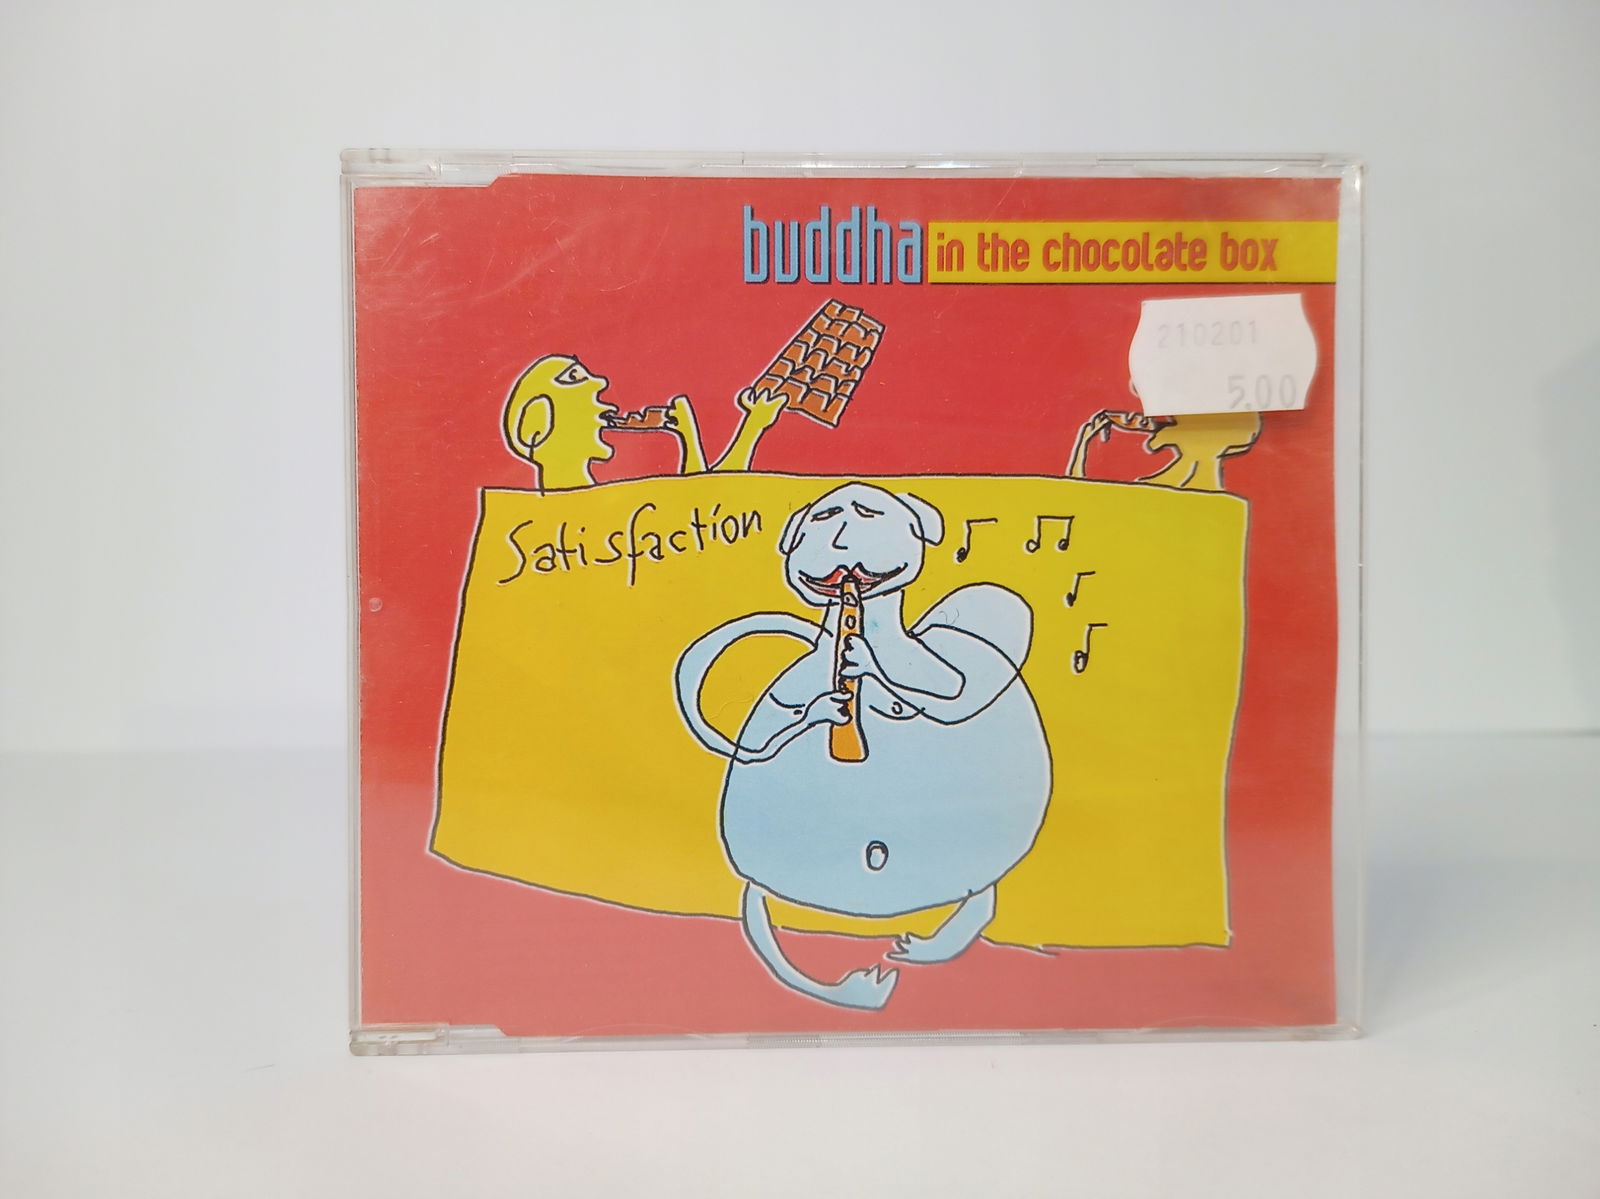 buddha in the chocolate box
210201
5.00
Satisfaction